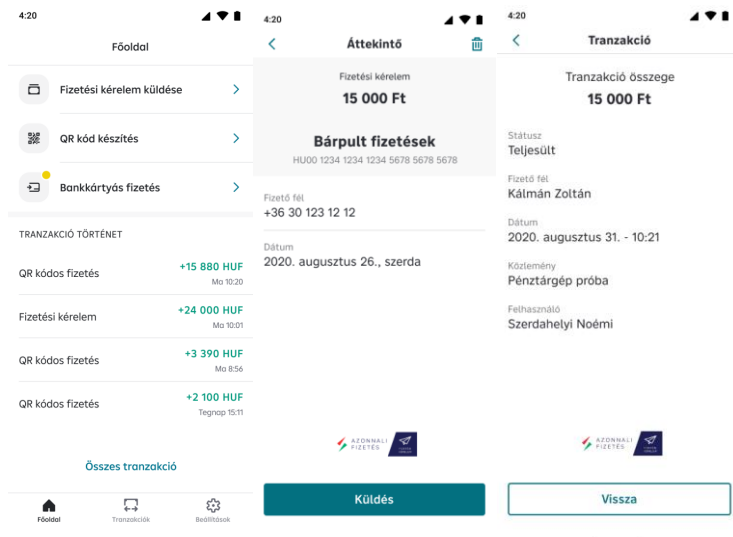 4:20
Főoldal
Fizetési kérelem küldése
QR kód készítés
Bankkártyás fizetés
TRANZAKCIÓ TÖRTÉNET
QR kódos fizetés
+15 880 HUF
Ma 10:20
Fizetési kérelem
+24 000 HUF
Ma 10:01
QR kódos fizetés
+3 390 HUF
Ma 8:56
QR kódos fizetés
+2 100 HUF
Tegnap 15:11
Összes tranzakció
Főoldal
Tranzakciók
Beállítások
4:20
Áttekintő
Fizetési kérelem
15 000 Ft
Bárpult fizetések
HU00 1234 1234 1234 5678 5678 5678
Fizető fél
+36 30 123 12 12
Dátum
2020. augusztus 26., szerda
AZONNALI
FIZETÉS
Küldés
4:20
Tranzakció
Tranzakció összege
15 000 Ft
Státusz
Teljesült
Fizető fél
Kálmán Zoltán
Dátum
2020. augusztus 31. - 10:21
Közlemény
Pénztárgép próba
Felhasználó
Szerdahelyi Noémi
AZONNALI
FIZETÉS
Vissza